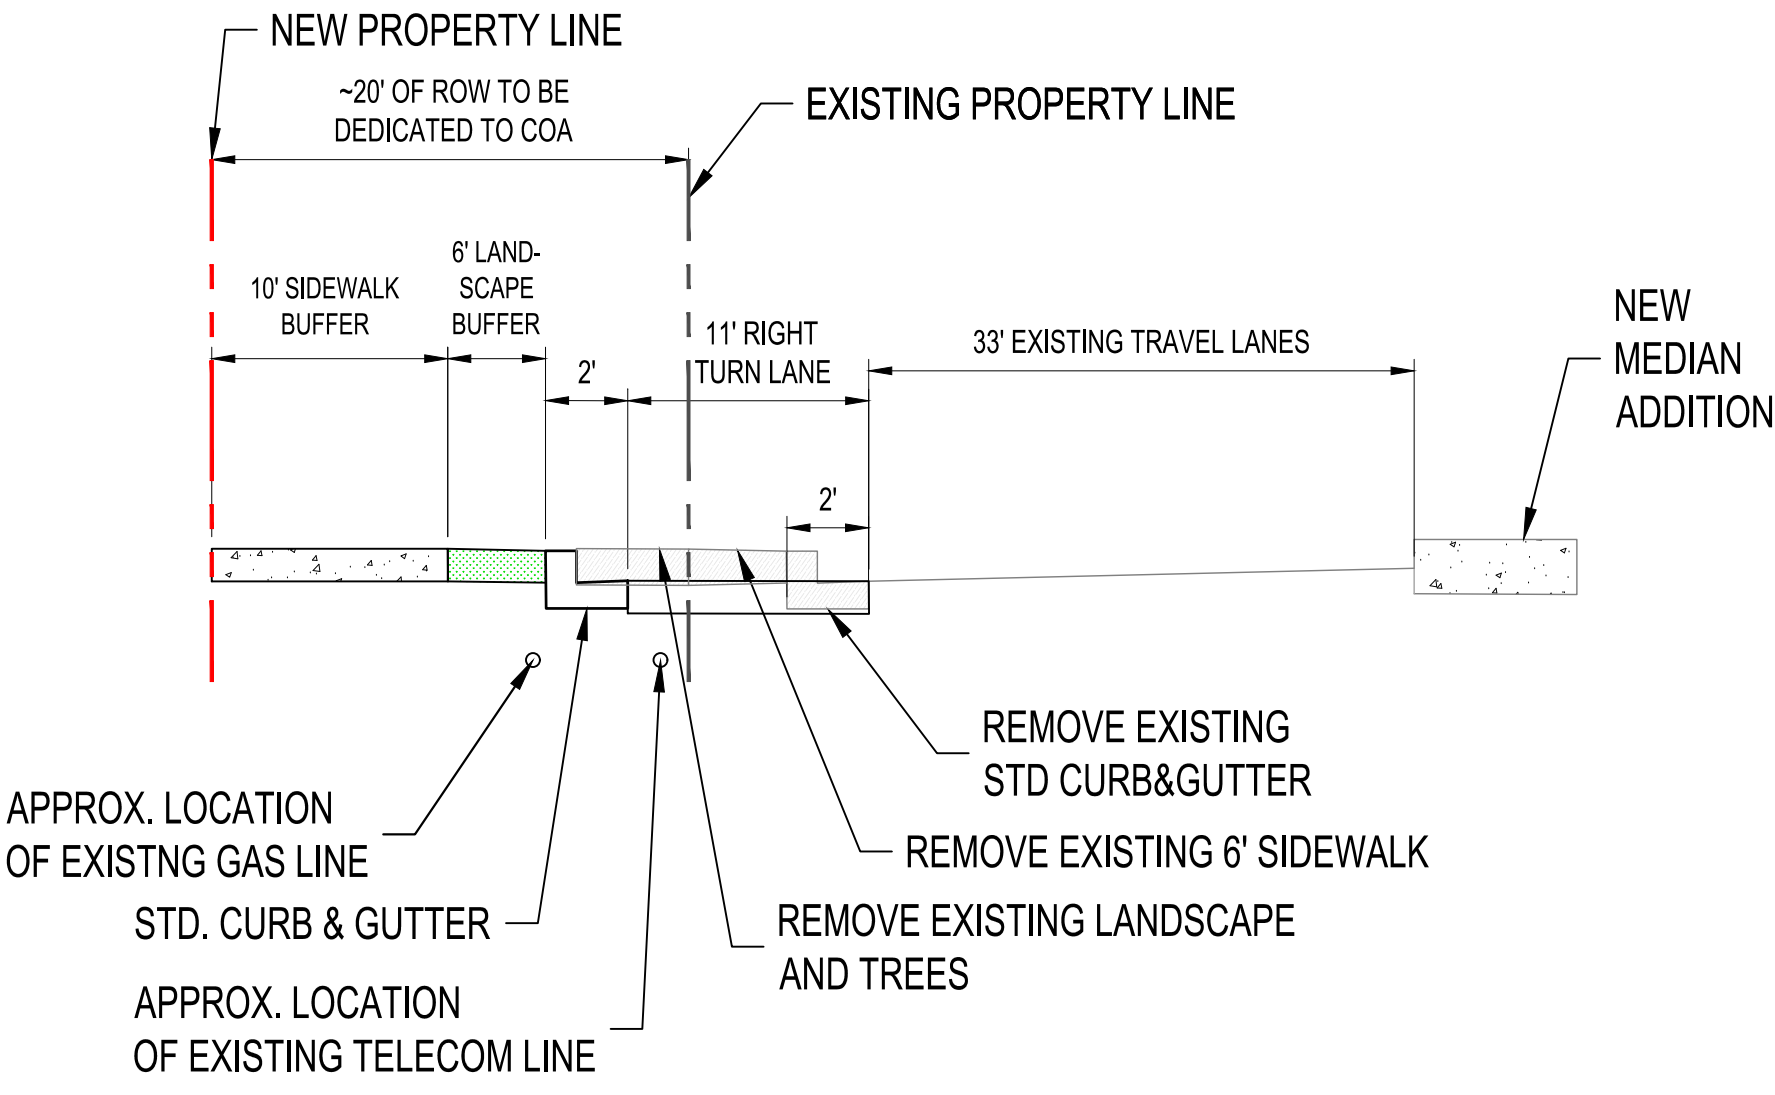 NEW PROPERTY LINE
~20' OF ROW TO BE
DEDICATED TO COA
EXISTING PROPERTY LINE
6' LAND-
SCAPE
BUFFER
10' SIDEWALK
BUFFER
2'
11' RIGHT
TURN LANE
33' EXISTING TRAVEL LANES
NEW
MEDIAN
ADDITION
2'
REMOVE EXISTING
STD CURB&GUTTER
APPROX. LOCATION
OF EXISTNG GAS LINE
REMOVE EXISTING 6' SIDEWALK
STD. CURB & GUTTER
REMOVE EXISTING LANDSCAPE
AND TREES
APPROX. LOCATION
OF EXISTING TELECOM LINE